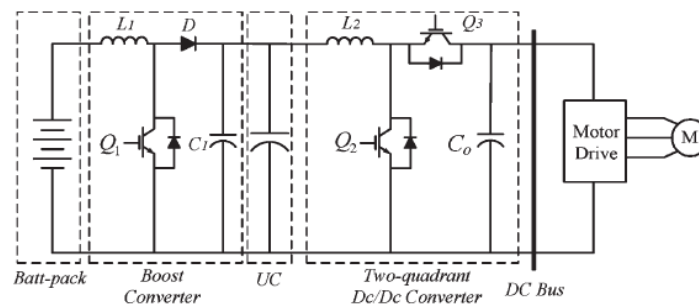 L1
D
L2
Q3
Q1
C1
Q2
Co
Motor
Drive
M
Batt-pack
Boost
Converter
UC
Two-quadrant
Dc/Dc Converter
DC Bus